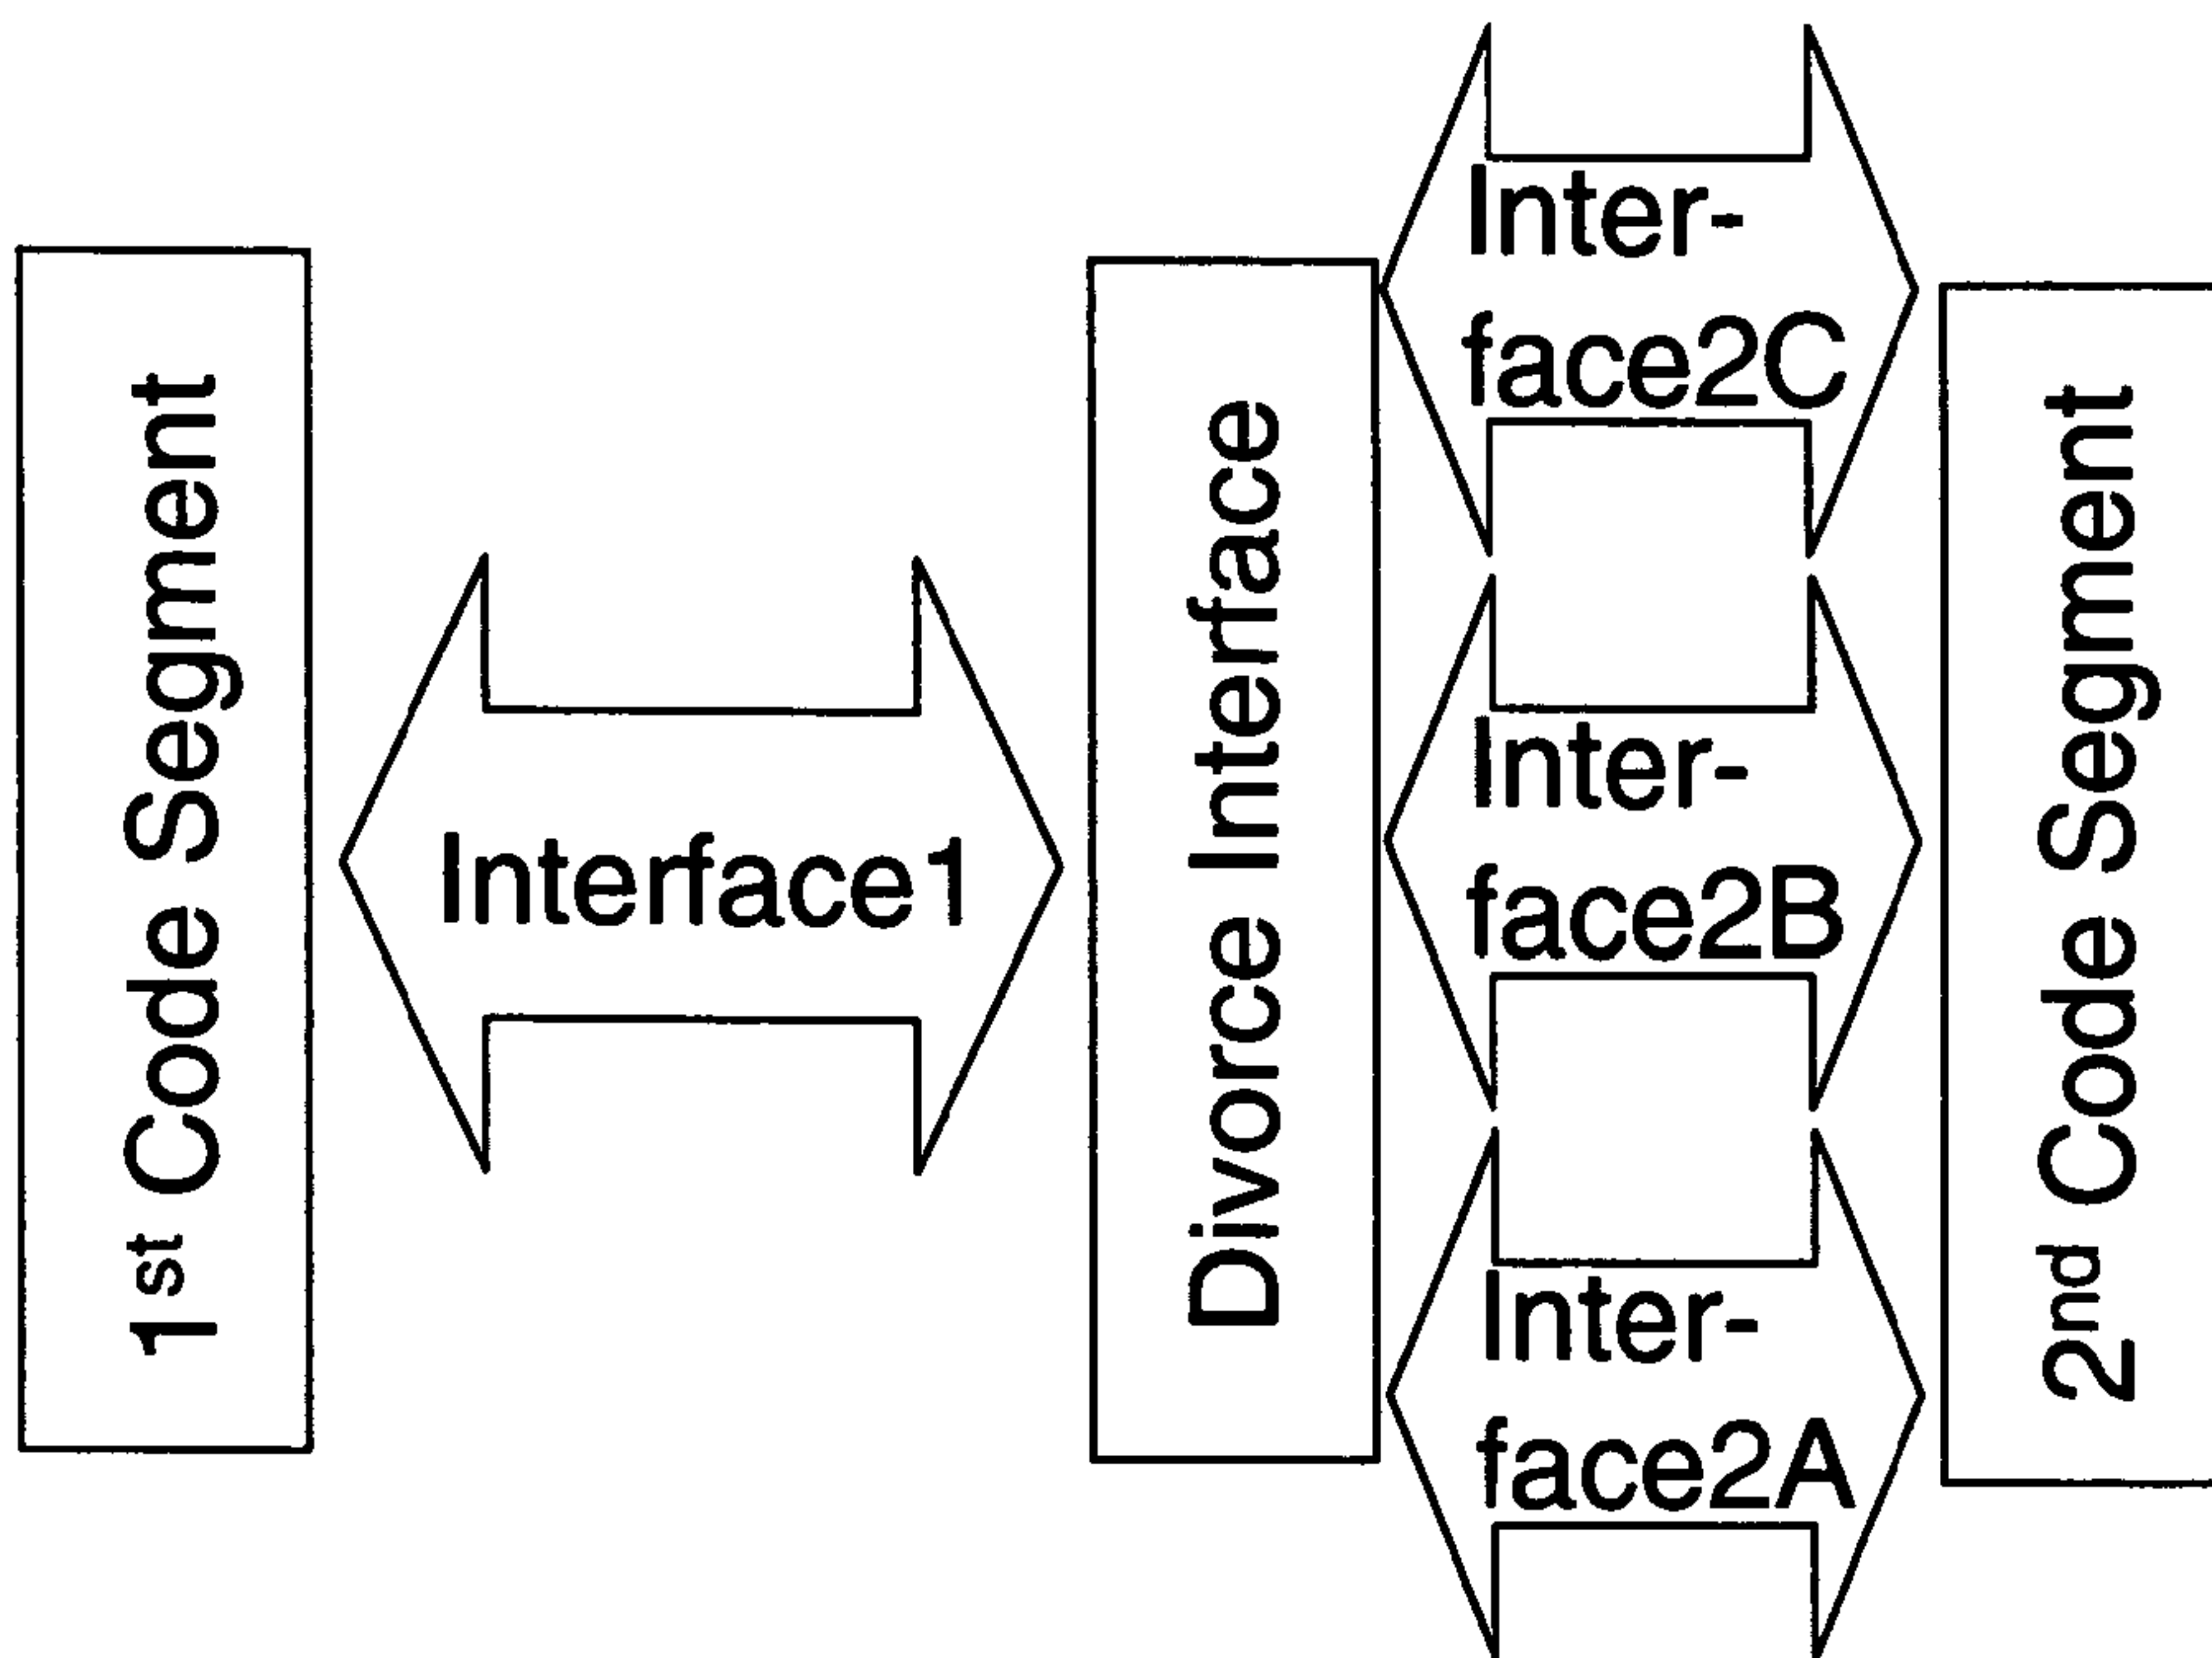 1st Code Segment
Interface1
Divorce Interface
Inter-
face2C
Inter-
face2B
Inter-
face2A
2nd Code Segment